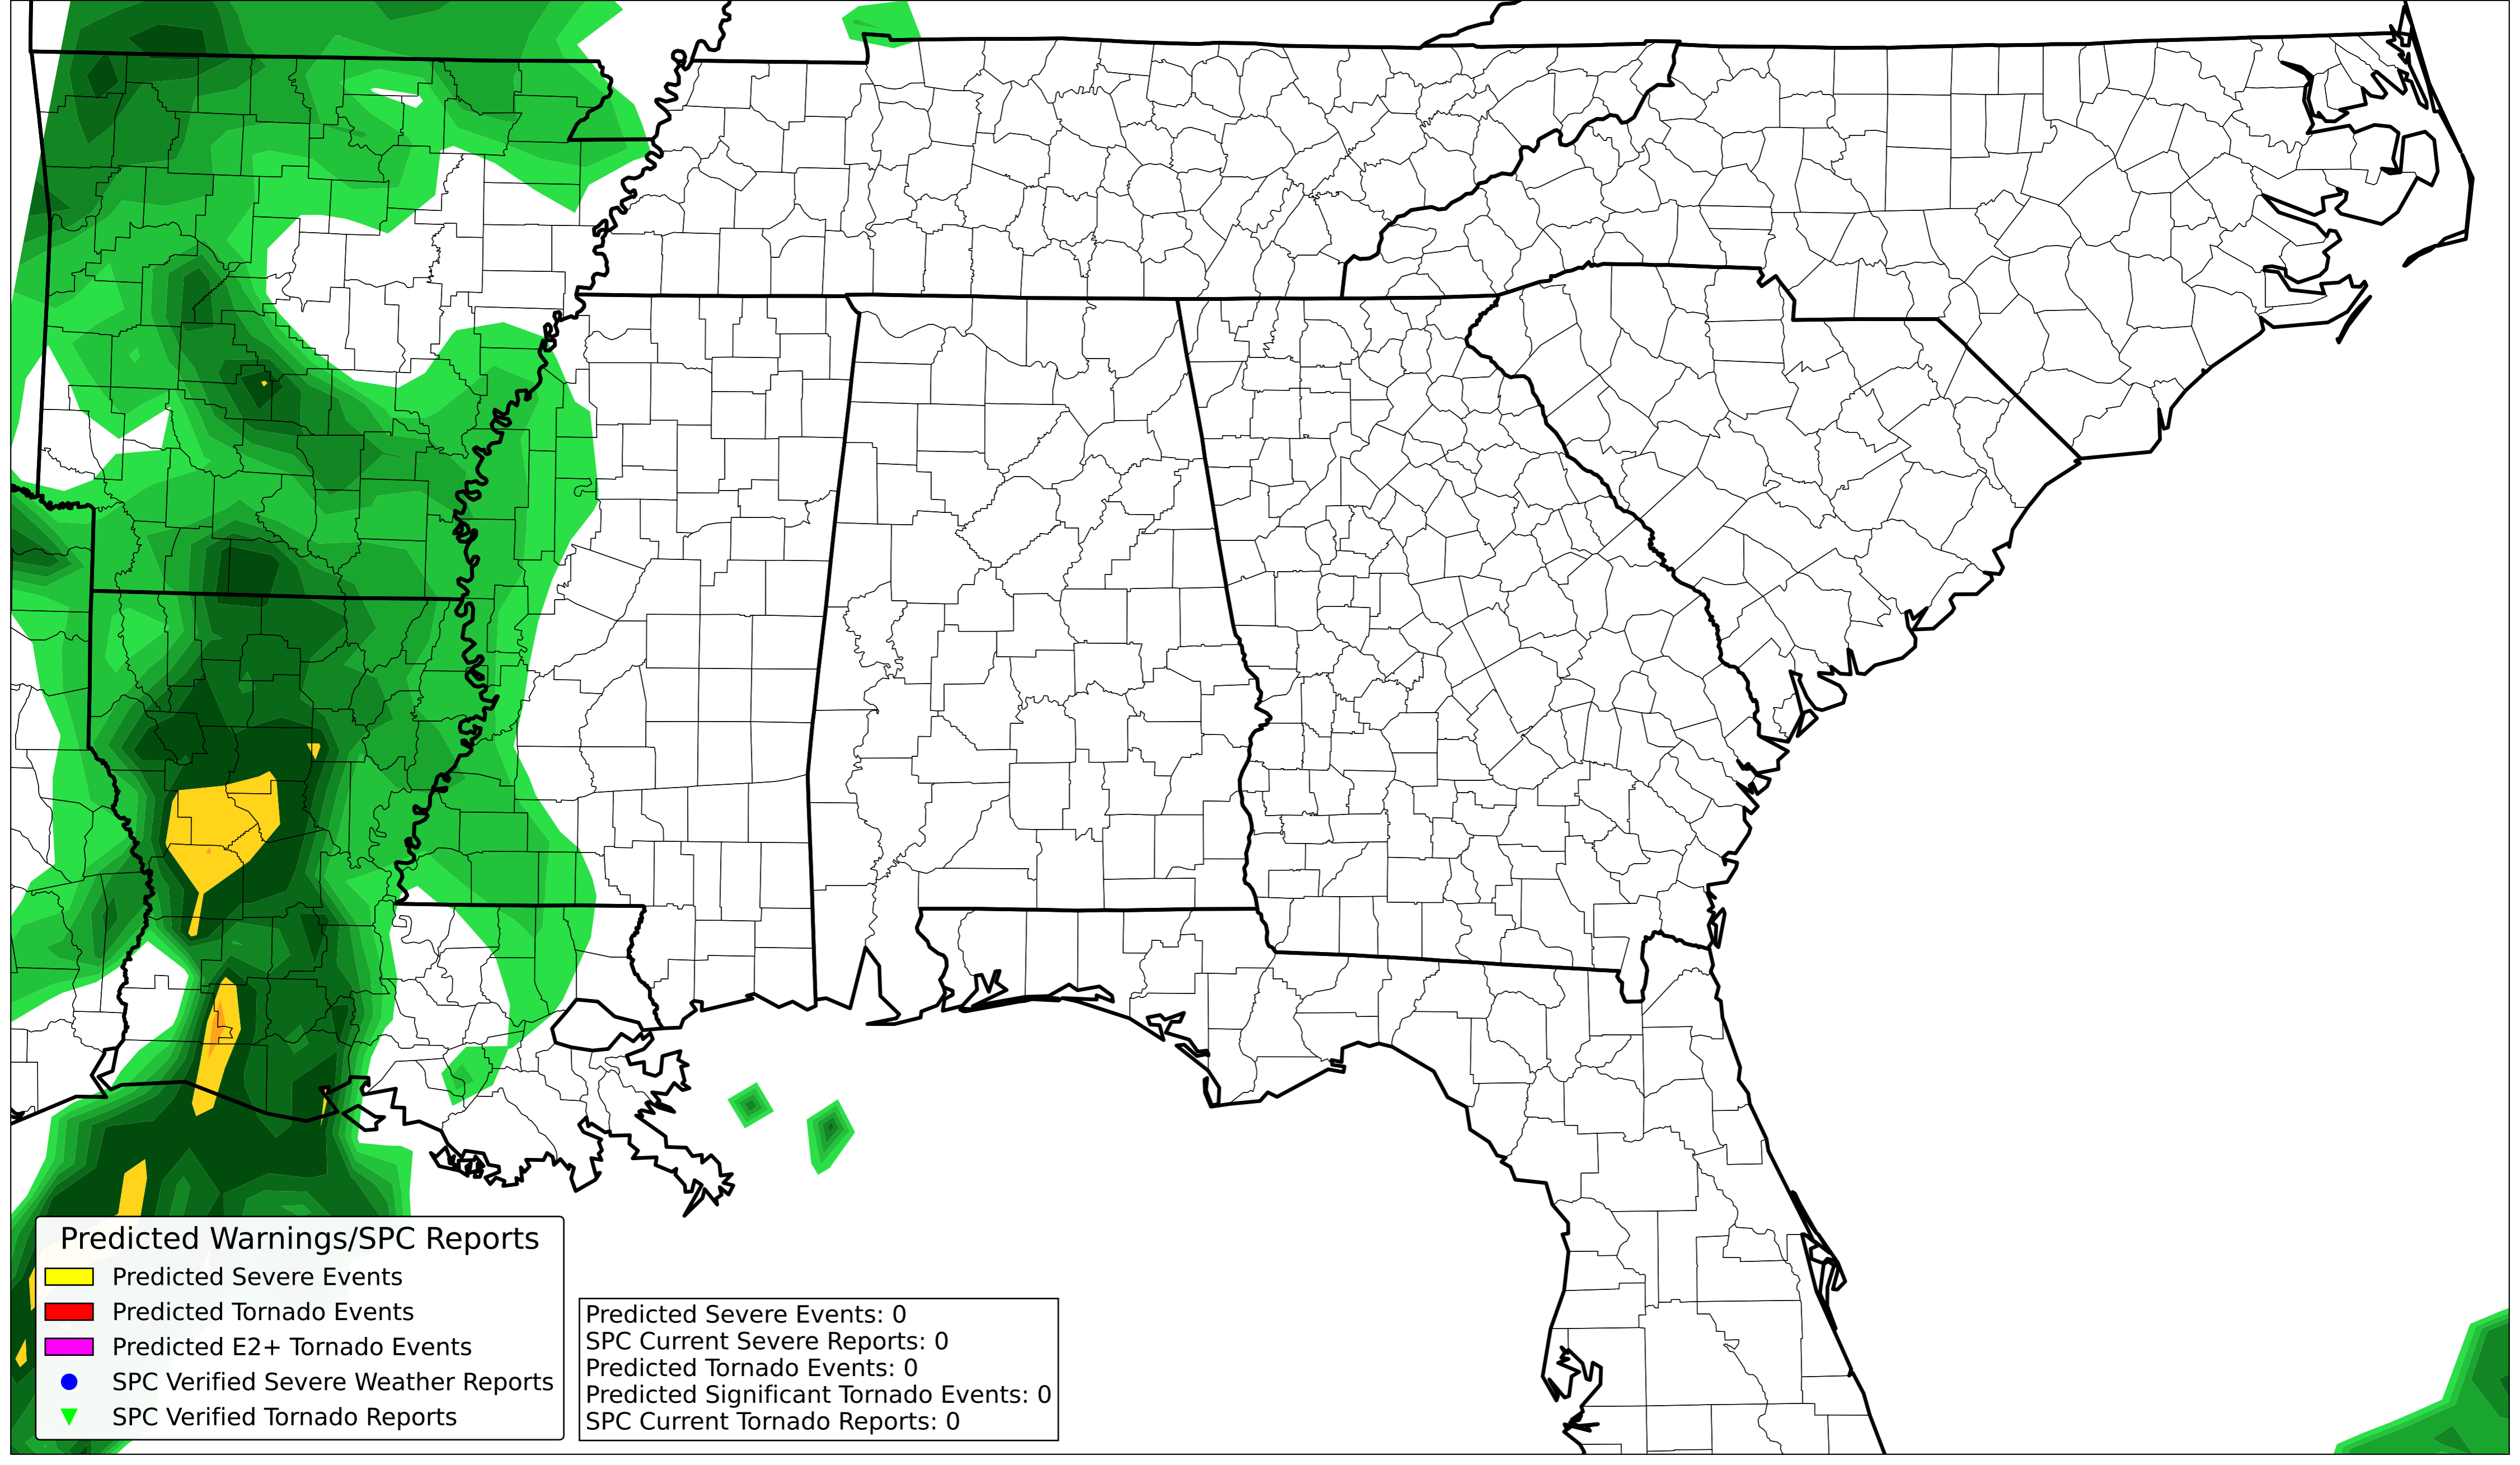 Predicted Warnings/SPC Reports
Predicted Severe Events
Predicted Tornado Events
Predicted E2+ Tornado Events
SPC Verified Severe Weather Reports
SPC Verified Tornado Reports
Predicted Severe Events: 0
SPC Current Severe Reports: 0
Predicted Tornado Events: 0
Predicted Significant Tornado Events: 0
SPC Current Tornado Reports: 0